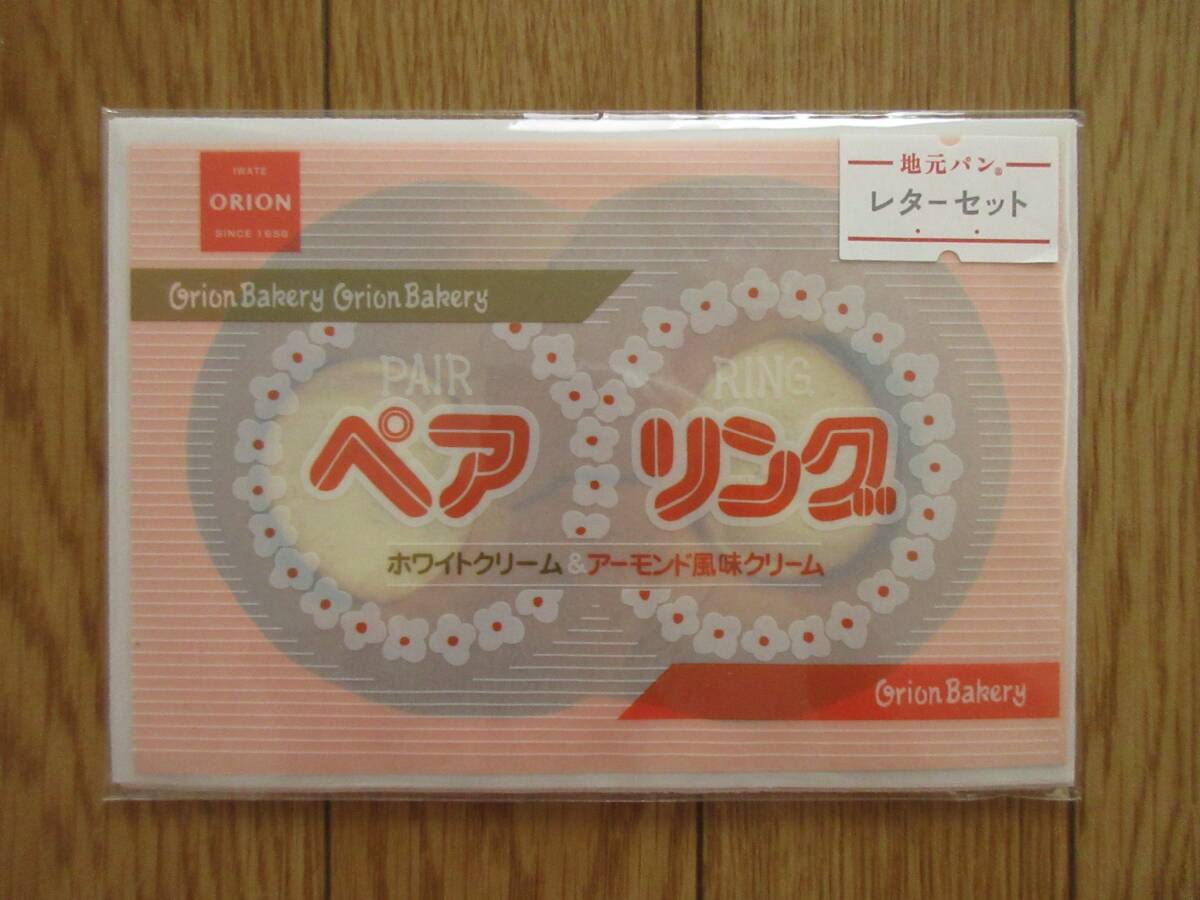 IWATE
ORION
SINCE 1956
地元パン®
レターセット
Orion Bakery Orion Bakery
PAIR RING
ペアリング
ホワイトクリーム&アーモンド風味クリーム
Orion Bakery